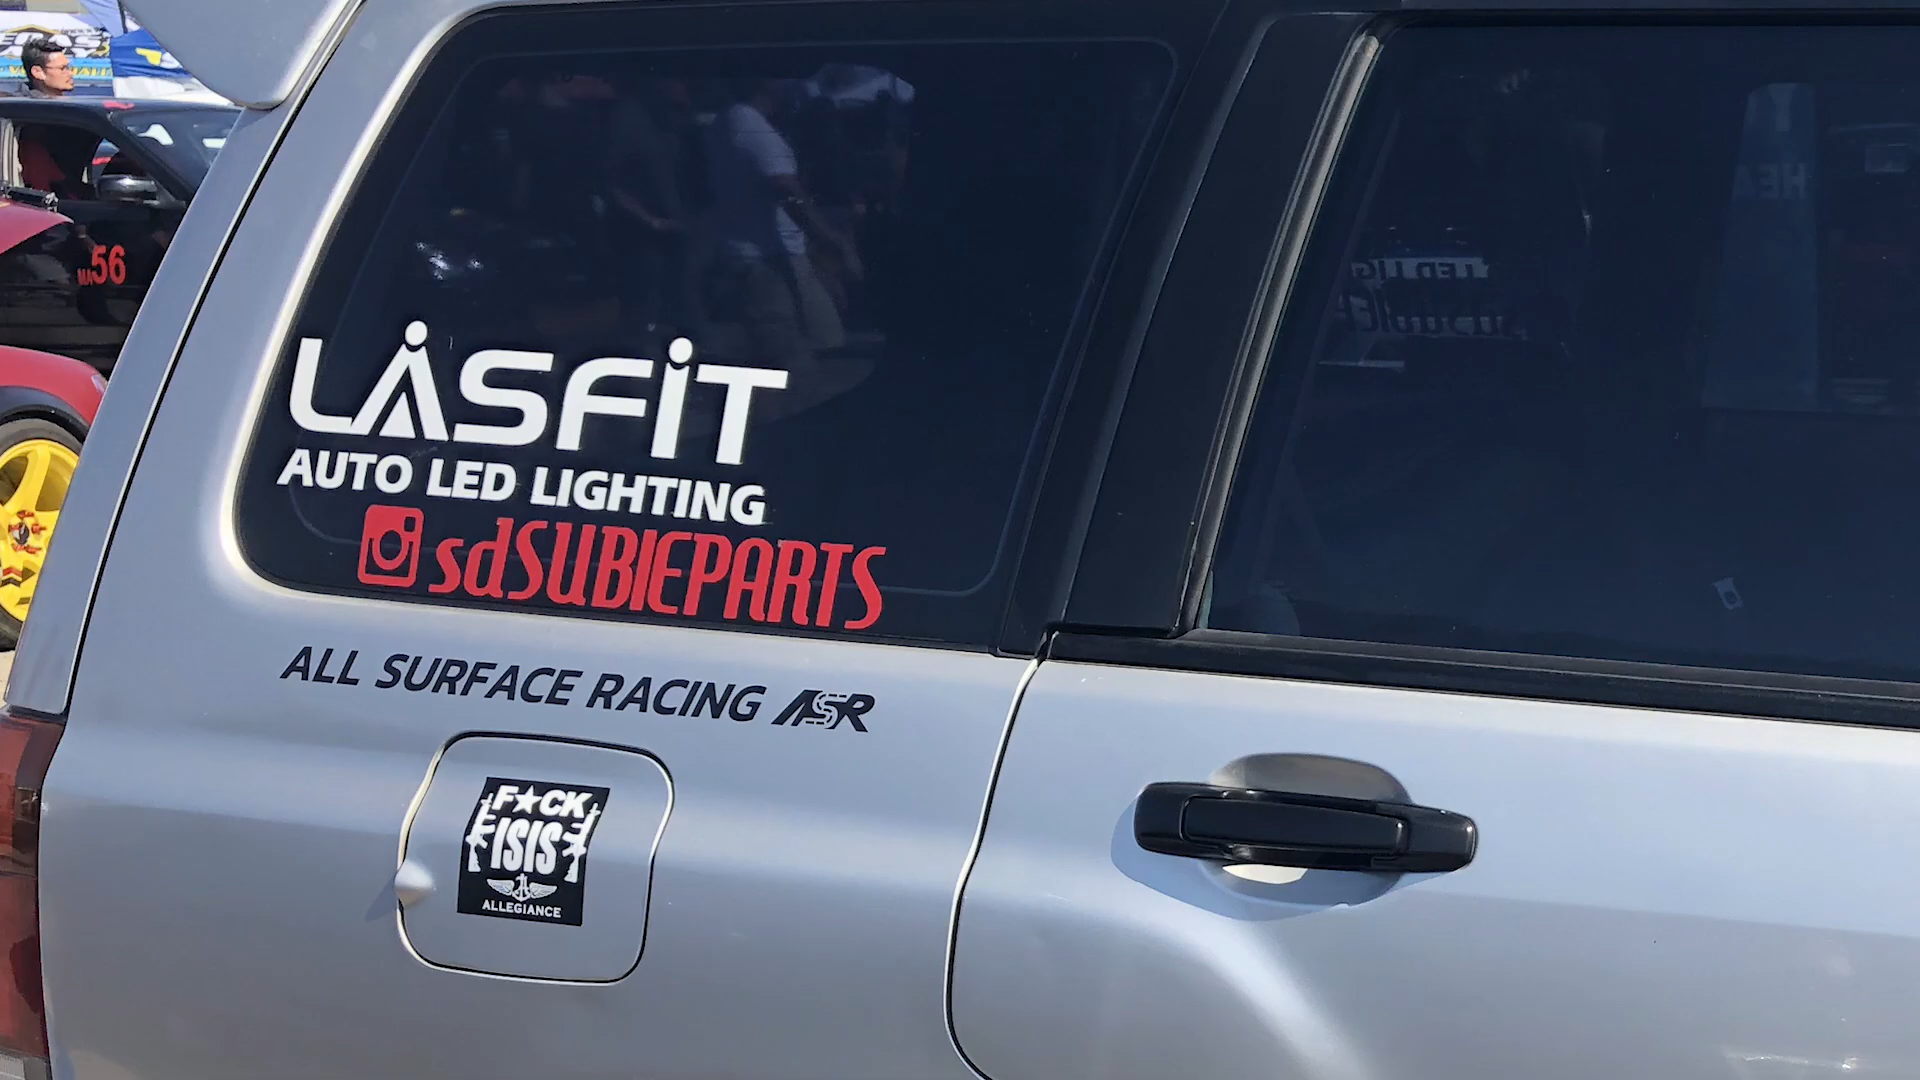 56
LASFiT
AUTO LED LIGHTING
sdSUBIEPARTS
ALL SURFACE RACING ASR
F★CK
ISIS
ALLEGIANCE